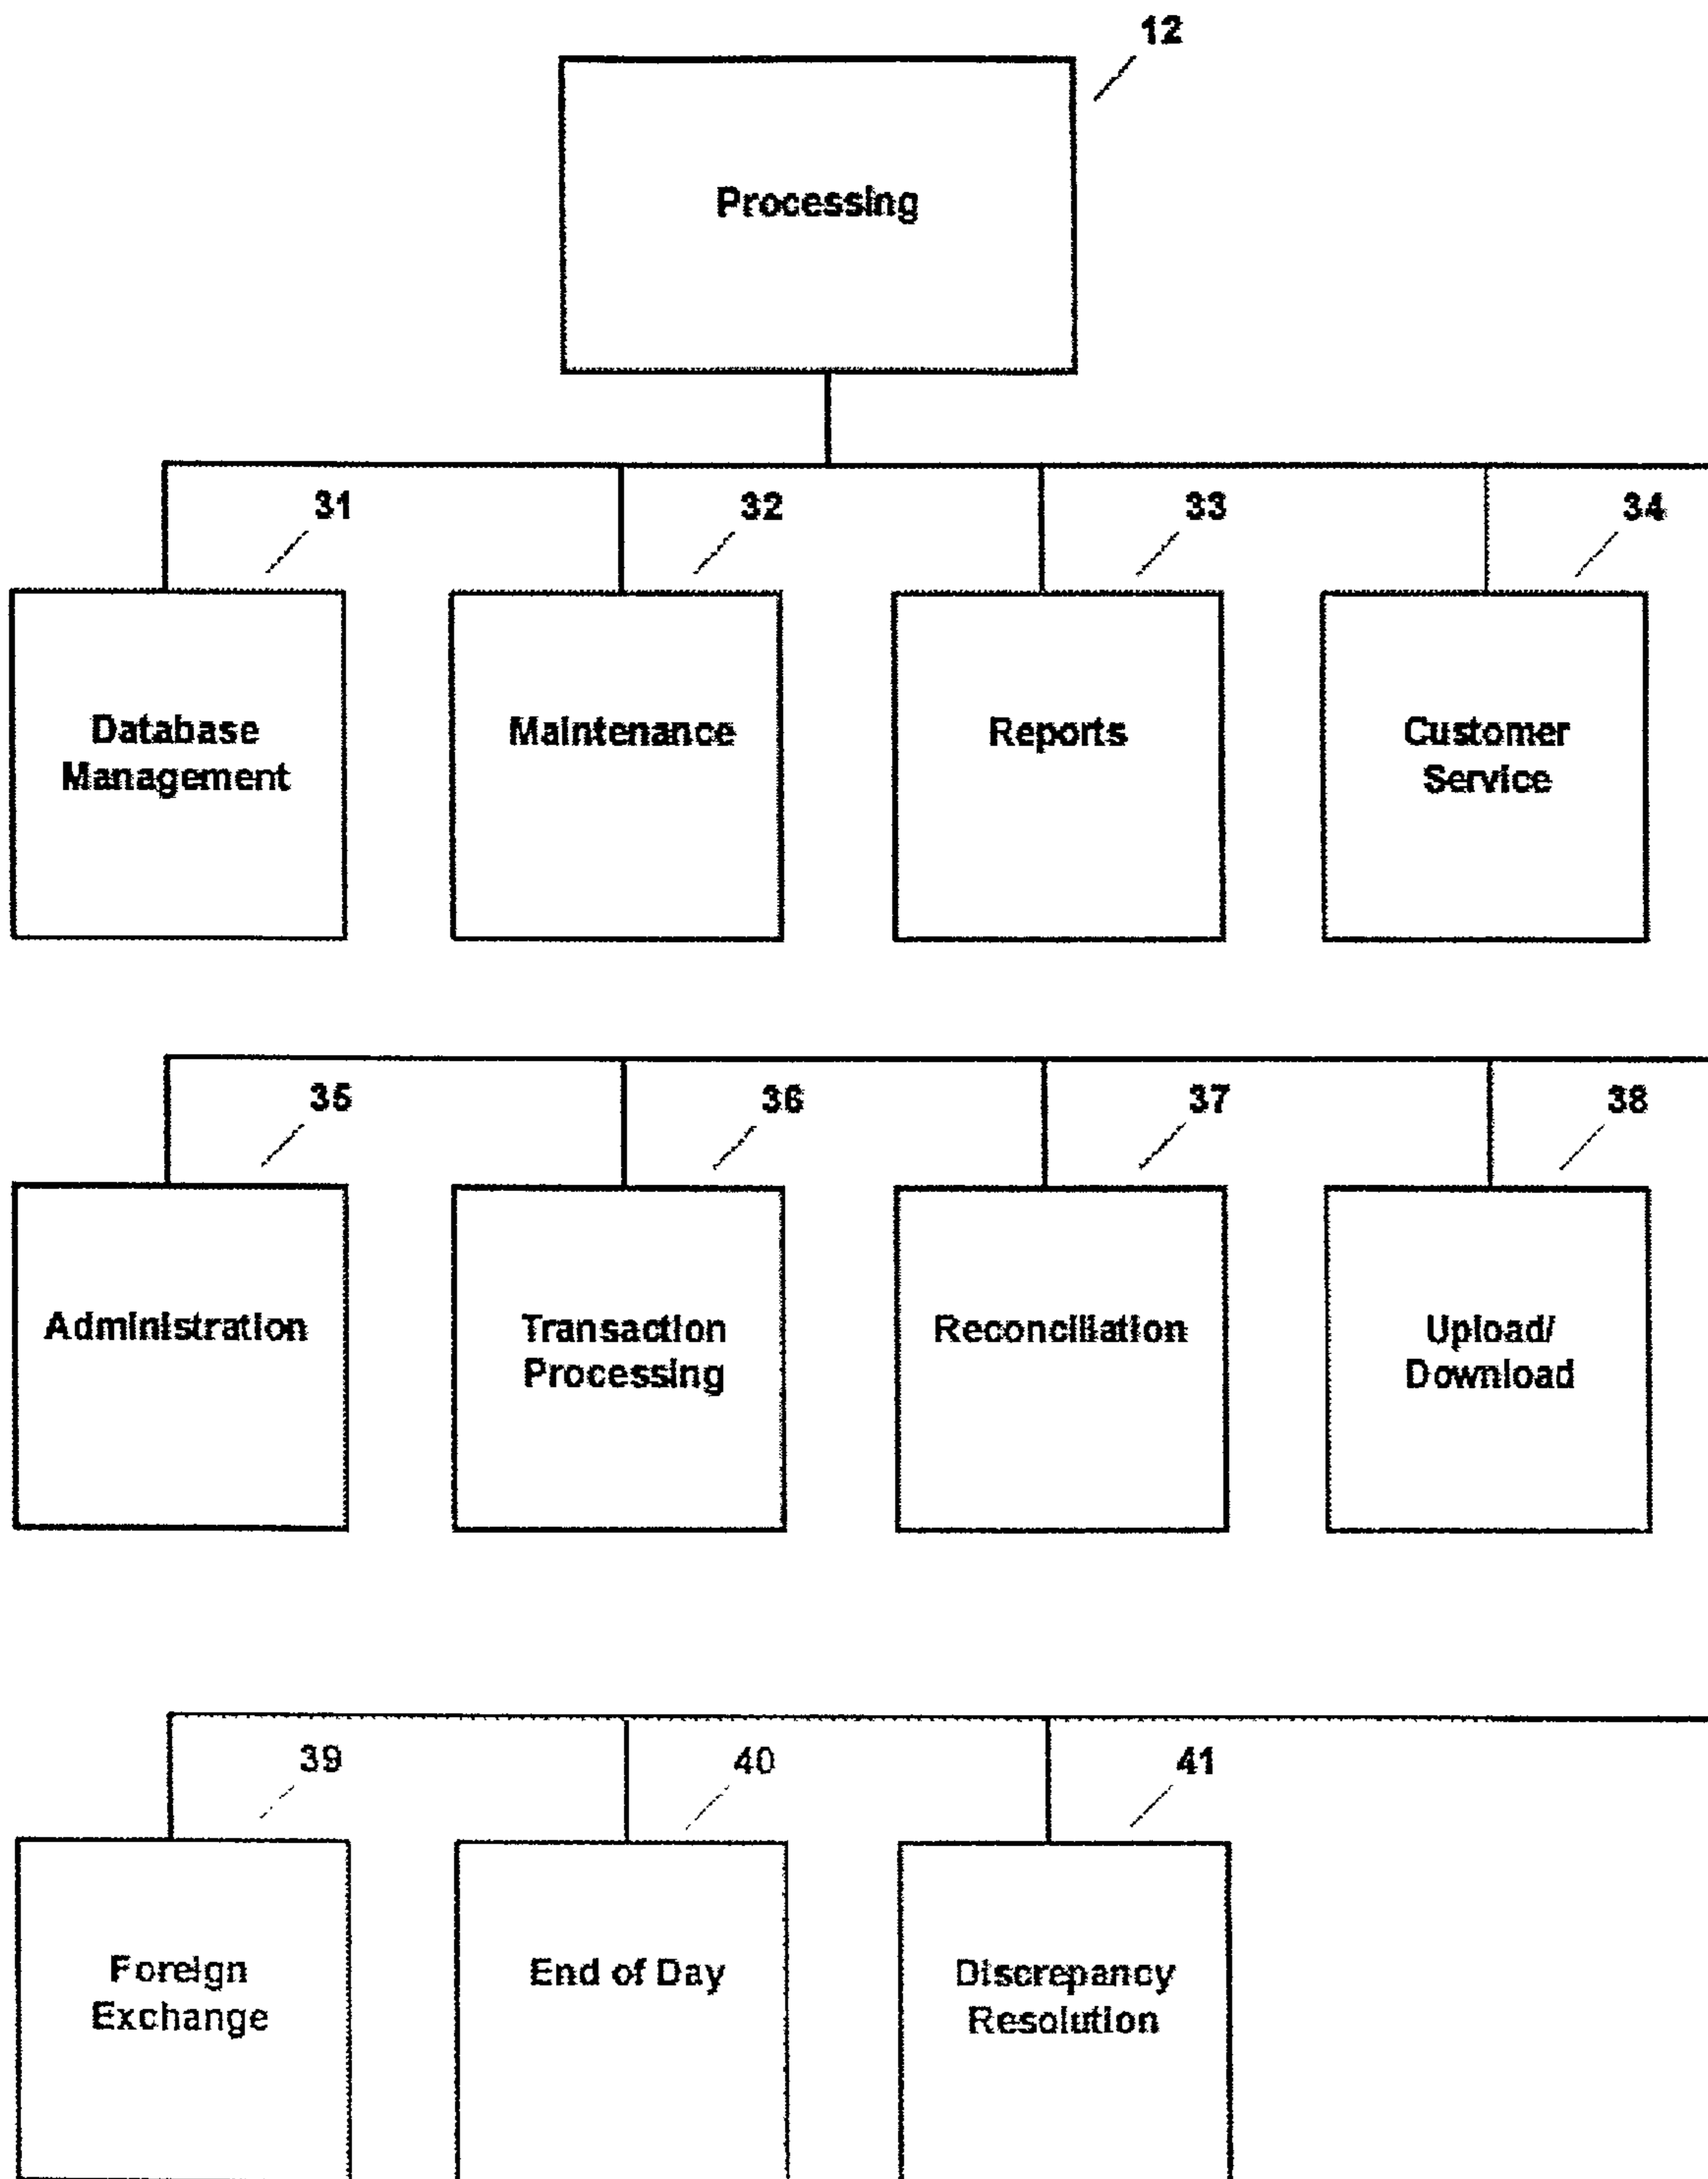 12
Processing
31
32
33
34
Database
Management
Maintenance
Reports
Customer
Service
35
36
37
38
Administration
Transaction
Processing
Reconciliation
Upload/
Download
39
40
41
Foreign
Exchange
End of Day
Discrepancy
Resolution